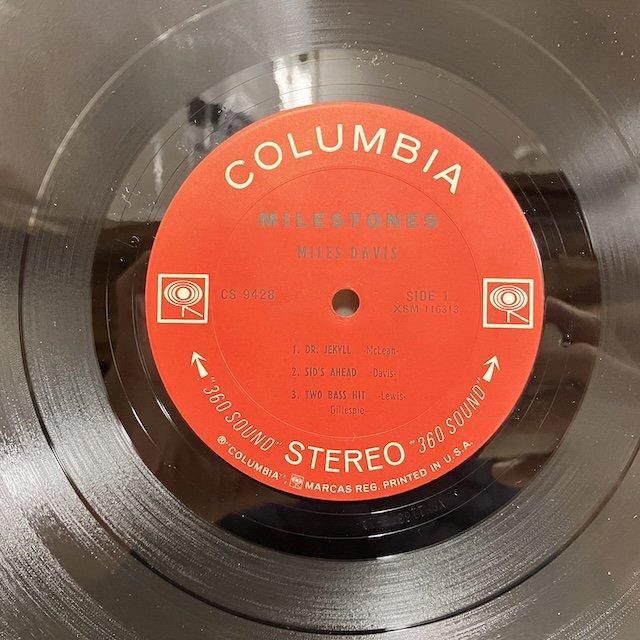 COLUMBIA
MILESTONES
MILES DAVIS
CS 9428
SIDE 1
XSM 116313
1. DR. JEKYLL -McLean-
2. SID'S AHEAD -Davis-
3. TWO BASS HIT -Lewis-
Gillespie-
"360 SOUND" STEREO "360 SOUND"
® "COLUMBIA", MARCAS REG. PRINTED IN U.S.A.